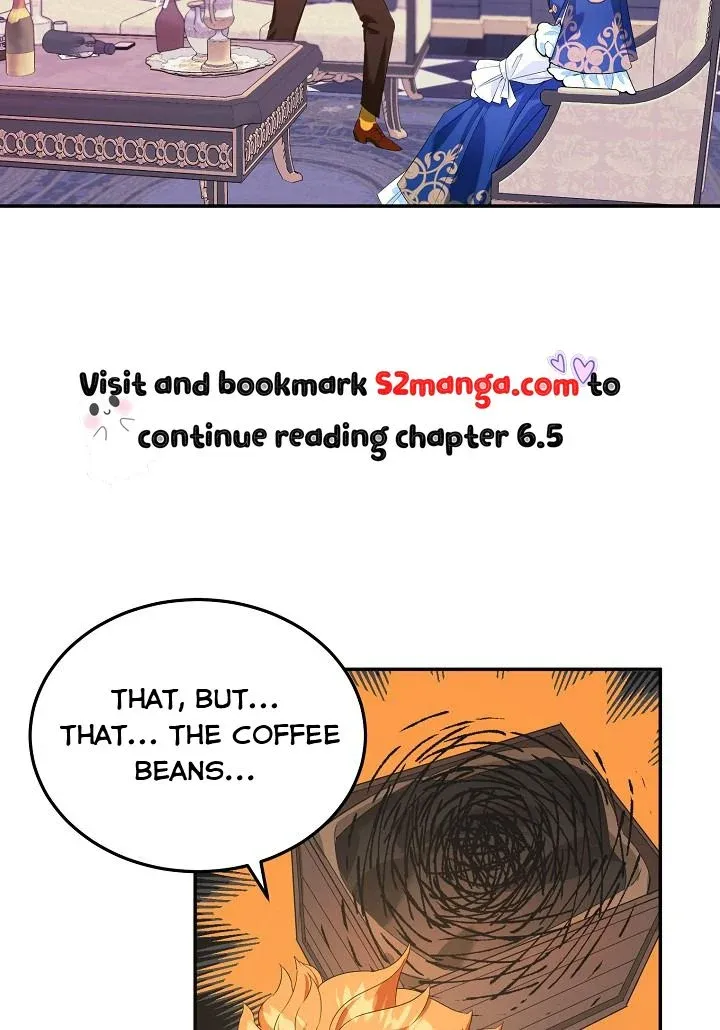 Visit and bookmark S2manga.com to
continue reading chapter 6.5
THAT, BUT...
THAT... THE COFFEE
BEANS...